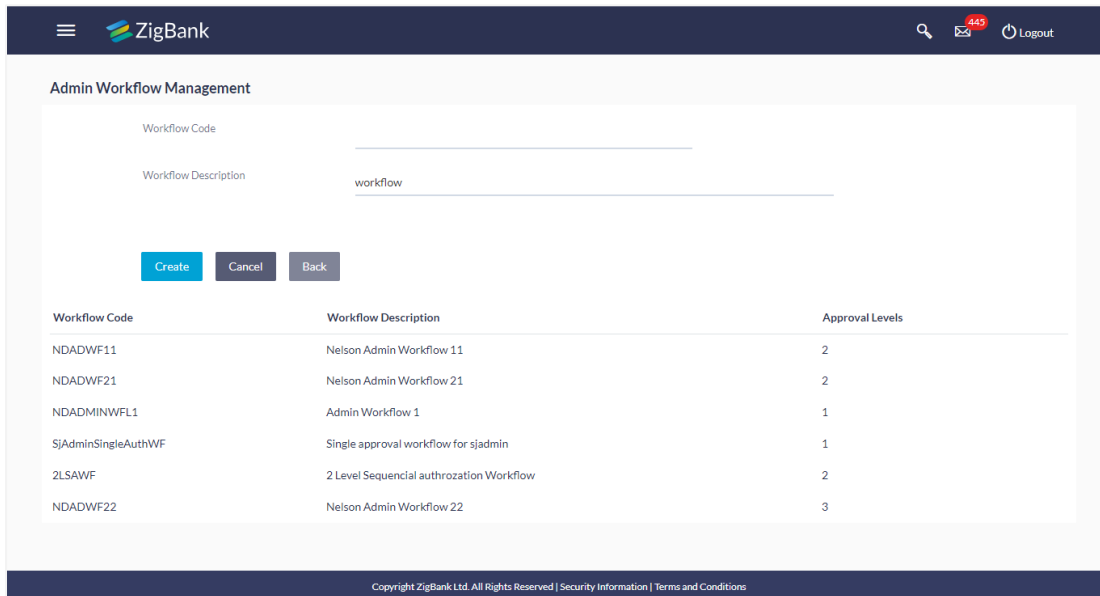 ZigBank
445
Logout
Admin Workflow Management
Workflow Code
Workflow Description workflow
Create Cancel Back
Workflow Code Workflow Description Approval Levels
NDADWF11 Nelson Admin Workflow 11 2
NDADWF21 Nelson Admin Workflow 21 2
NDADMINWFL1 Admin Workflow 1 1
SjAdminSingleAuthWF Single approval workflow for sjadmin 1
2LSAWF 2 Level Sequencial authrozation Workflow 2
NDADWF22 Nelson Admin Workflow 22 3
Copyright ZigBank Ltd. All Rights Reserved | Security Information | Terms and Conditions